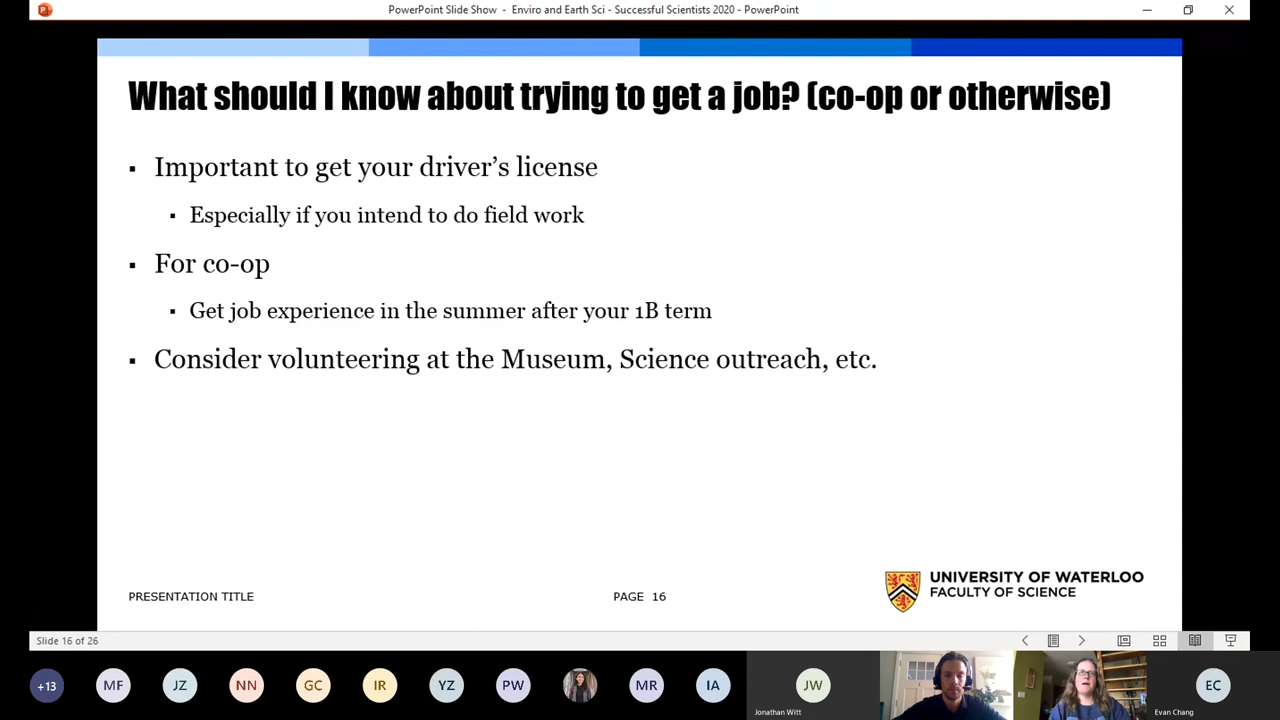 PowerPoint Slide Show - Enviro and Earth Sci - Successful Scientists 2020 - PowerPoint
What should I know about trying to get a job? (co-op or otherwise)
▪ Important to get your driver’s license
▪ Especially if you intend to do field work
▪ For co-op
▪ Get job experience in the summer after your 1B term
▪ Consider volunteering at the Museum, Science outreach, etc.
PRESENTATION TITLE
PAGE 16
UNIVERSITY OF WATERLOO
FACULTY OF SCIENCE
Slide 16 of 26
+13
MF
JZ
NN
GC
IR
YZ
PW
MR
IA
JW
Jonathan Witt
EC
Evan Chang